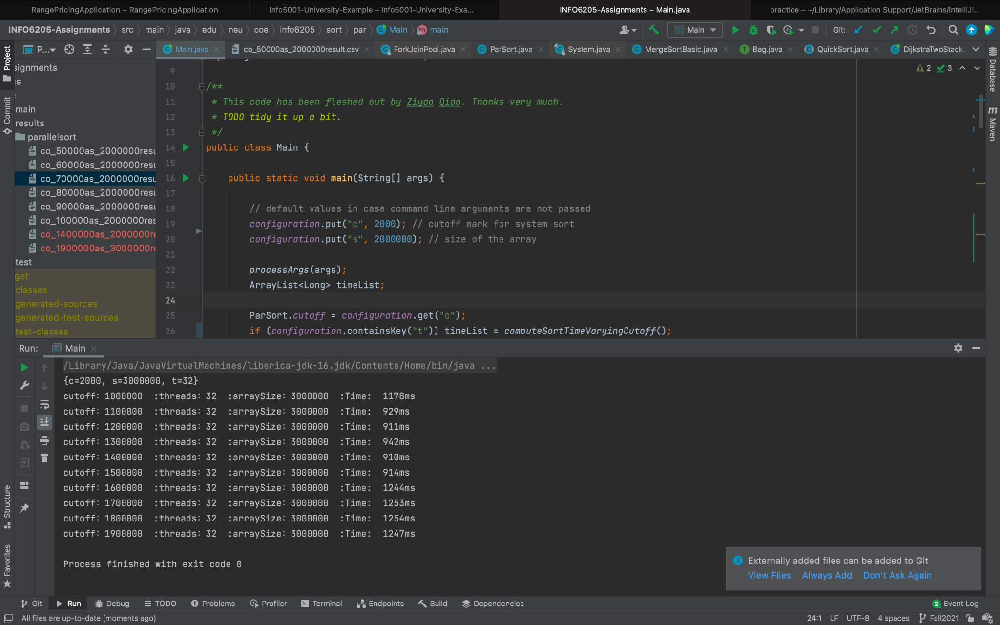 RangePricingApplication – RangePricingApplication
Info5001-University-Example – Info5001-University-Exa...
INFO6205-Assignments – Main.java
practice – ~/Library/Application Support/JetBrains/IntelliJI...
INFO6205-Assignments src main java edu neu coe info6205 sort par Main main
Main
Git:
Project
P...
Main.java
co_50000as_2000000result.csv
ForkJoinPool.java
ParSort.java
System.java
MergeSortBasic.java
Bag.java
QuickSort.java
DijkstraTwoStack
Database
Maven
Commit
Structure
Favorites
signments
main
results
parallelsort
co_50000as_2000000resu
co_60000as_2000000resu
co_70000as_2000000resu
co_80000as_2000000resu
co_90000as_2000000resu
co_100000as_2000000res
co_1400000as_2000000re
co_1900000as_3000000re
test
get
classes
generated-sources
generated-test-sources
test-classes
2 3
9
10 /**
11 * This code has been fleshed out by Ziyao Qiao. Thanks very much.
12 * TODO tidy it up a bit.
13 */
14 public class Main {
15
16 public static void main(String[] args) {
17
18 // default values in case command line arguments are not passed
19 configuration.put("c", 2000); // cutoff mark for system sort
20 configuration.put("s", 2000000); // size of the array
21
22 processArgs(args);
23 ArrayList<Long> timeList;
24
25 ParSort.cutoff = configuration.get("c");
26 if (configuration.containsKey("t")) timeList = computeSortTimeVaryingCutoff();
Run: Main
/Library/Java/JavaVirtualMachines/liberica-jdk-16.jdk/Contents/Home/bin/java ...
{c=2000, s=3000000, t=32}
cutoff: 1000000 :threads: 32 :arraySize: 3000000 :Time: 1178ms
cutoff: 1100000 :threads: 32 :arraySize: 3000000 :Time: 929ms
cutoff: 1200000 :threads: 32 :arraySize: 3000000 :Time: 911ms
cutoff: 1300000 :threads: 32 :arraySize: 3000000 :Time: 942ms
cutoff: 1400000 :threads: 32 :arraySize: 3000000 :Time: 910ms
cutoff: 1500000 :threads: 32 :arraySize: 3000000 :Time: 914ms
cutoff: 1600000 :threads: 32 :arraySize: 3000000 :Time: 1244ms
cutoff: 1700000 :threads: 32 :arraySize: 3000000 :Time: 1253ms
cutoff: 1800000 :threads: 32 :arraySize: 3000000 :Time: 1254ms
cutoff: 1900000 :threads: 32 :arraySize: 3000000 :Time: 1247ms
Process finished with exit code 0
Externally added files can be added to Git
View Files Always Add Don't Ask Again
Git Run Debug TODO Problems Profiler Terminal Endpoints Build Dependencies
2 Event Log
All files are up-to-date (moments ago)
24:1 LF UTF-8 4 spaces Fall2021